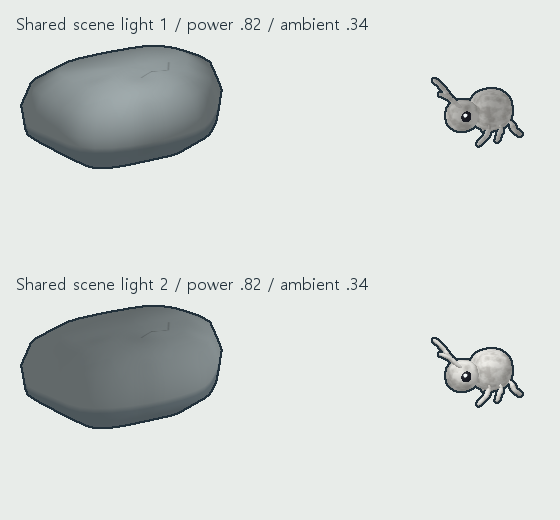 Shared scene light 1 / power .82 / ambient .34
Shared scene light 2 / power .82 / ambient .34